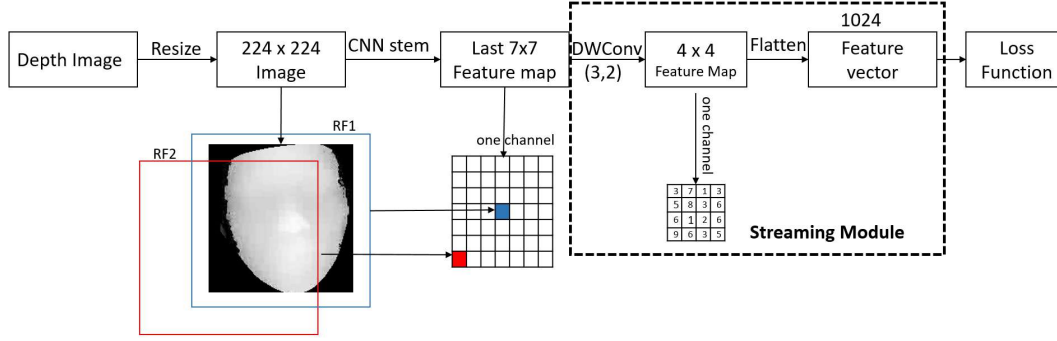 Depth Image
Resize
224 x 224
Image
CNN stem
Last 7x7
Feature map
DWConv
(3,2)
4 x 4
Feature Map
Flatten
1024
Feature
vector
Loss
Function
RF1
RF2
one channel
one channel
3 7 1 3
5 8 3 6
6 1 2 6
9 6 3 5
Streaming Module